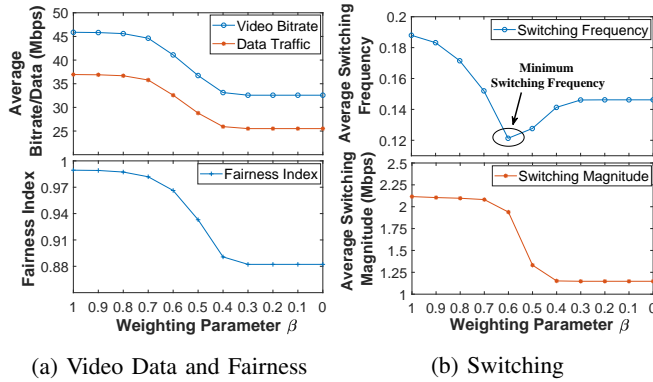 Average
Bitrate/Data (Mbps)
45
40
35
30
25
Video Bitrate
Data Traffic
Fairness Index
1
0.97
0.94
0.91
0.88
Fairness Index
1 0.9 0.8 0.7 0.6 0.5 0.4 0.3 0.2 0.1 0
Weighting Parameter β
(a) Video Data and Fairness
Average Switching
Frequency
0.2
0.18
0.16
0.14
0.12
Switching Frequency
Minimum
Switching Frequency
Average Switching
Magnitude (Mbps)
2.5
2.25
2
1.75
1.5
1.25
1
Switching Magnitude
1 0.9 0.8 0.7 0.6 0.5 0.4 0.3 0.2 0.1 0
Weighting Parameter β
(b) Switching